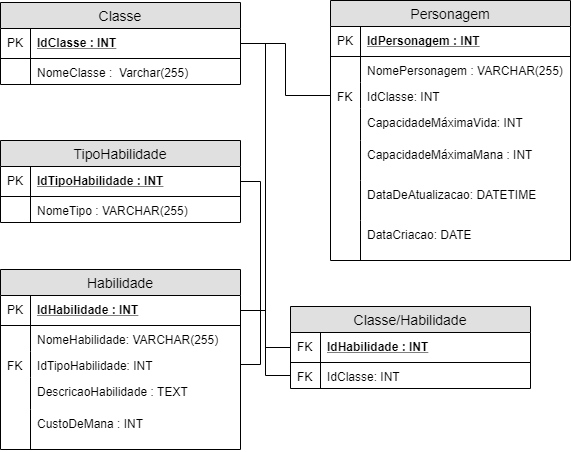 Classe
PK IdClasse : INT
NomeClasse : Varchar(255)
Personagem
PK IdPersonagem : INT
NomePersonagem : VARCHAR(255)
FK IdClasse: INT
CapacidadeMáximaVida: INT
CapacidadeMáximaMana : INT
DataDeAtualizacao: DATETIME
DataCriacao: DATE
TipoHabilidade
PK IdTipoHabilidade : INT
NomeTipo : VARCHAR(255)
Habilidade
PK IdHabilidade : INT
NomeHabilidade: VARCHAR(255)
FK IdTipoHabilidade: INT
DescricaoHabilidade : TEXT
CustoDeMana : INT
Classe/Habilidade
FK IdHabilidade : INT
FK IdClasse: INT